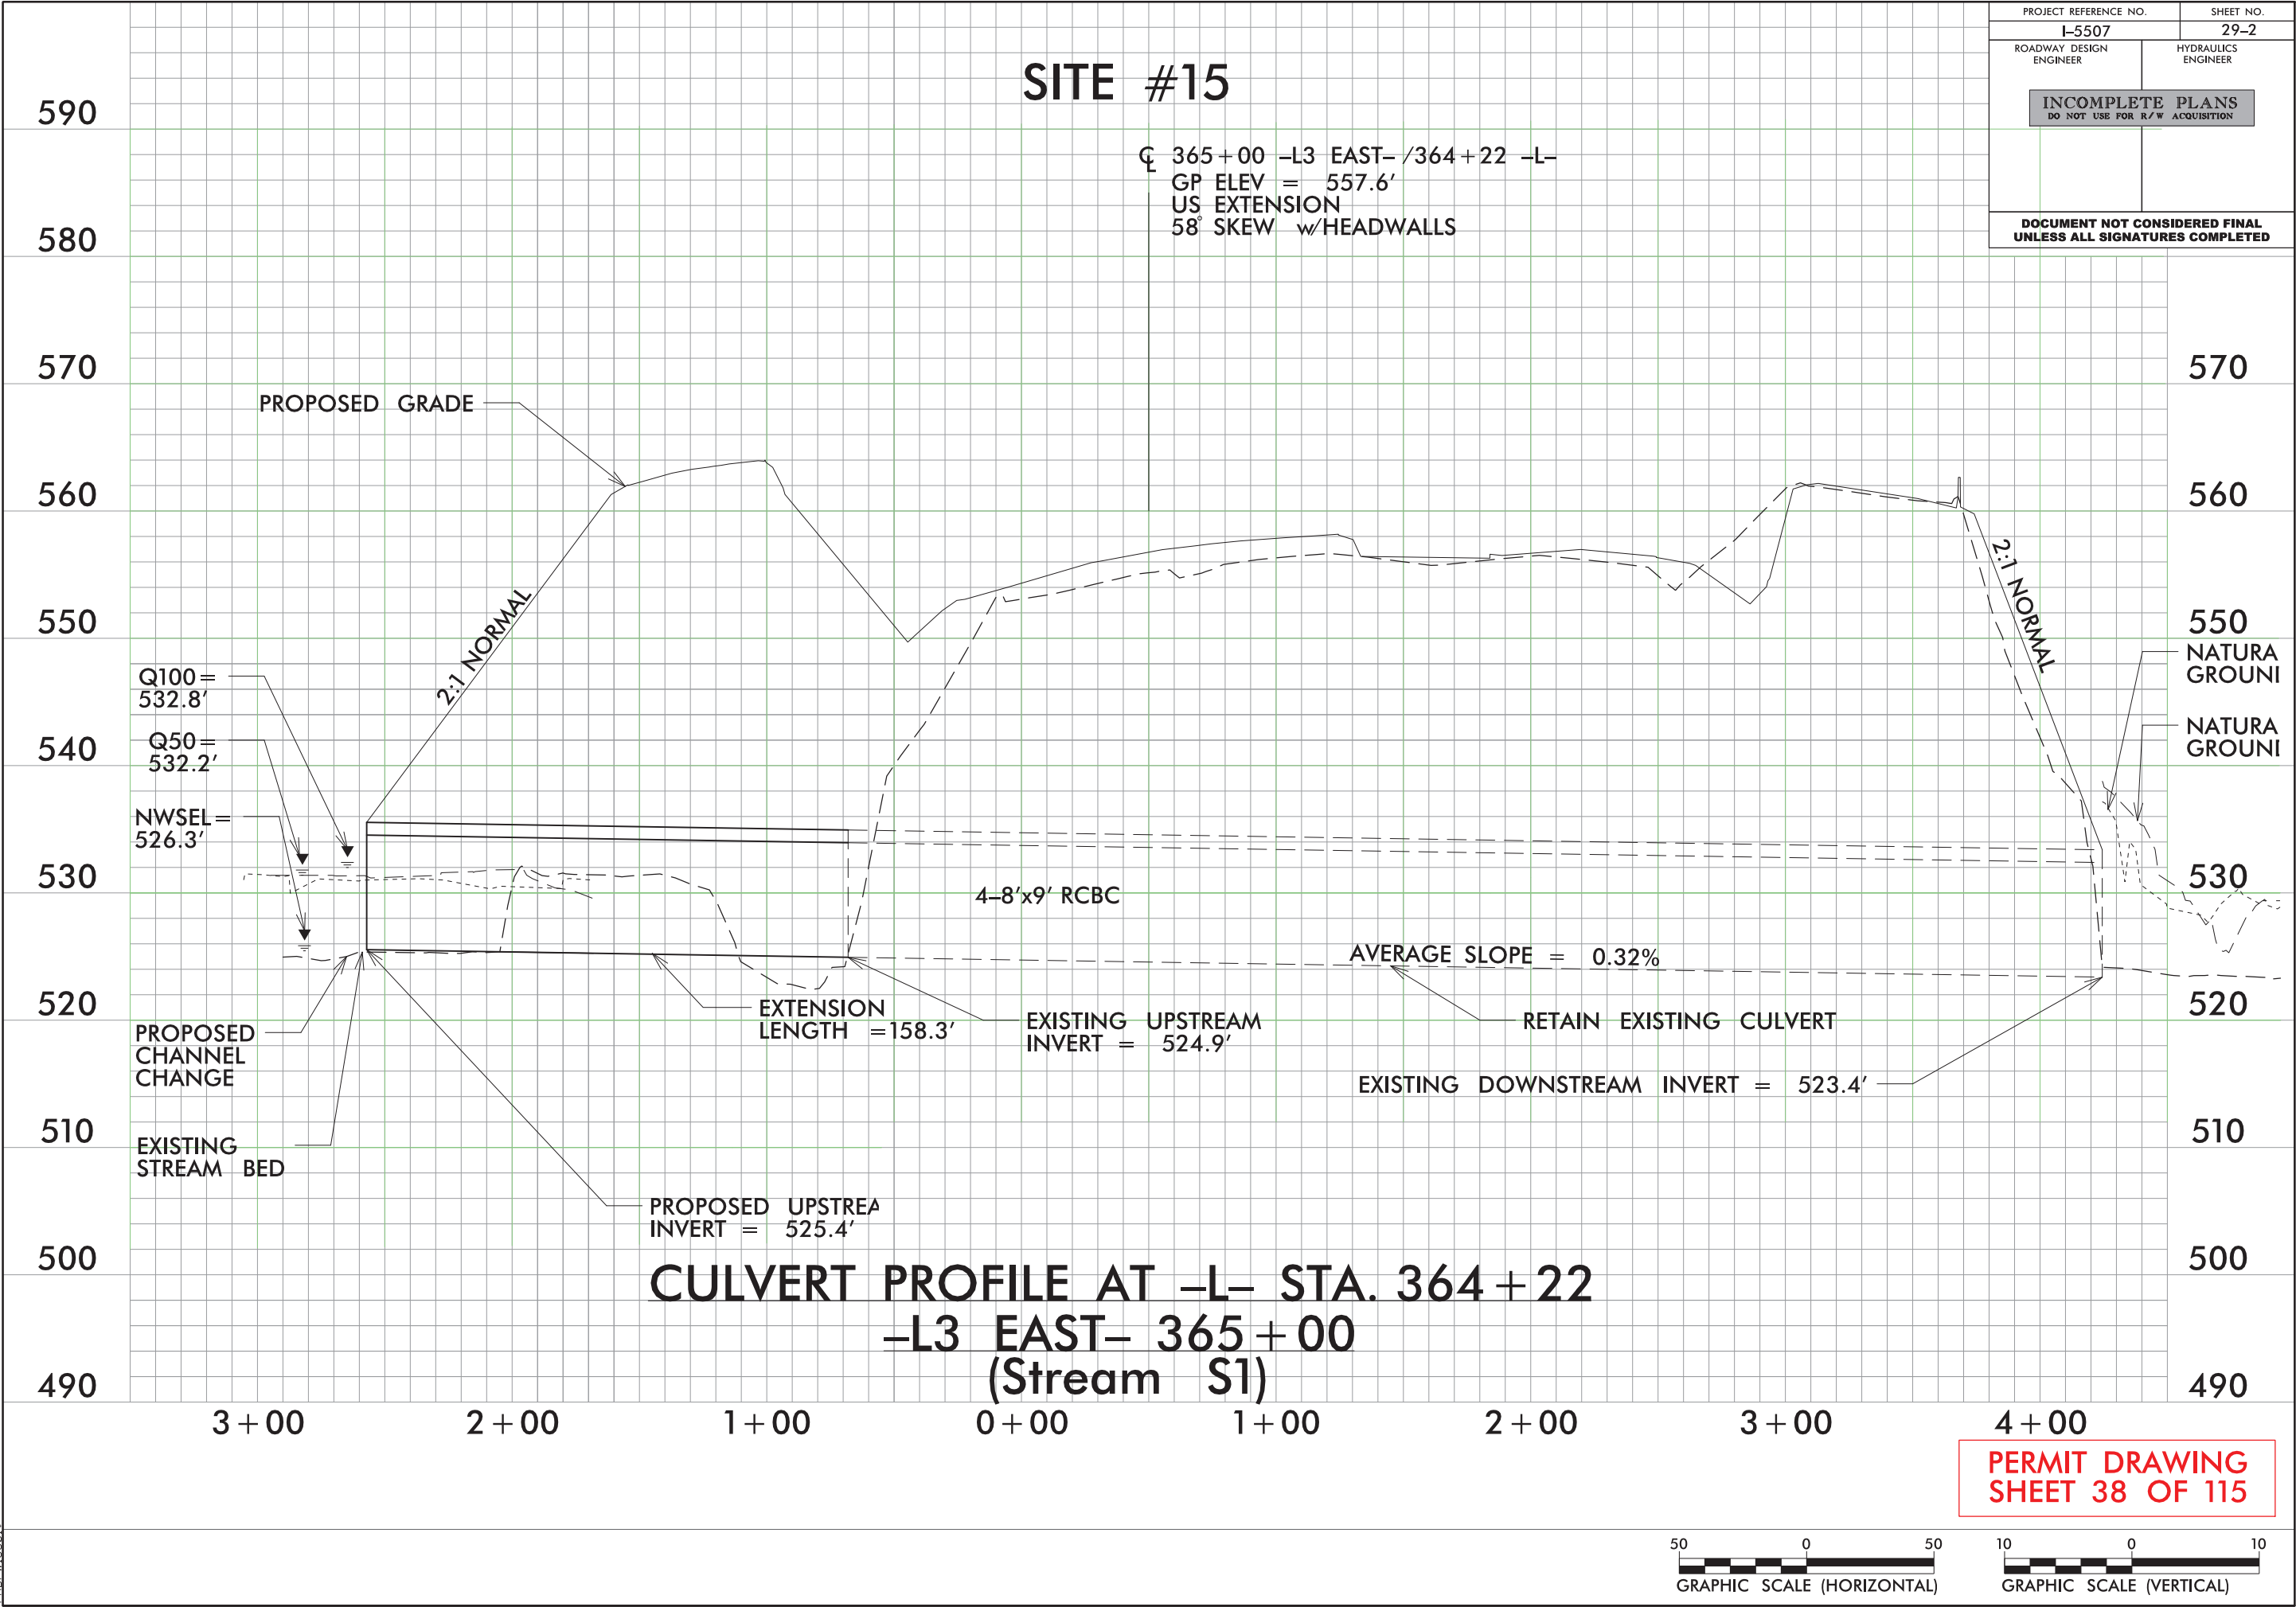 PROJECT REFERENCE NO. SHEET NO.
I–5507 29–2
ROADWAY DESIGN ENGINEER
HYDRAULICS ENGINEER
INCOMPLETE PLANS
DO NOT USE FOR R/W ACQUISITION
DOCUMENT NOT CONSIDERED FINAL
UNLESS ALL SIGNATURES COMPLETED
SITE #15
℄ 365+00 –L3 EAST– /364+22 –L–
GP ELEV = 557.6'
US EXTENSION
58° SKEW w/HEADWALLS
590
580
570
560
550
540
530
520
510
500
490
570
560
550
530
520
510
500
490
PROPOSED GRADE
2:1 NORMAL
2:1 NORMAL
Q100=
532.8'
Q50=
532.2'
NWSEL=
526.3'
NATURA
GROUNI
NATURA
GROUNI
4–8'x9' RCBC
AVERAGE SLOPE = 0.32%
EXTENSION
LENGTH =158.3'
EXISTING UPSTREAM
INVERT = 524.9'
RETAIN EXISTING CULVERT
PROPOSED
CHANNEL
CHANGE
EXISTING DOWNSTREAM INVERT = 523.4'
EXISTING
STREAM BED
PROPOSED UPSTREA
INVERT = 525.4'
CULVERT PROFILE AT –L– STA. 364+22
–L3 EAST– 365+00
(Stream S1)
3+00 2+00 1+00 0+00 1+00 2+00 3+00 4+00
PERMIT DRAWING
SHEET 38 OF 115
50 0 50
GRAPHIC SCALE (HORIZONTAL)
10 0 10
GRAPHIC SCALE (VERTICAL)